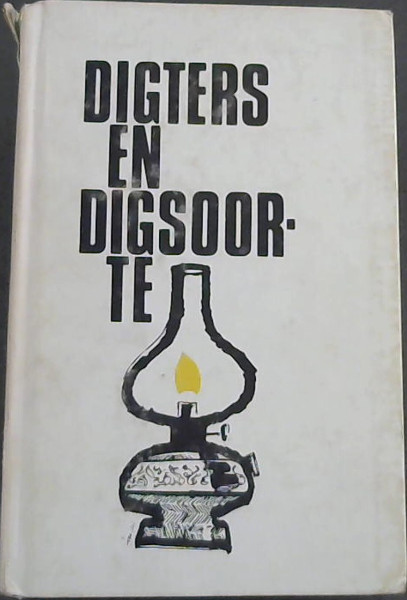 DIGTERS
EN
DIGSOOR-
TE